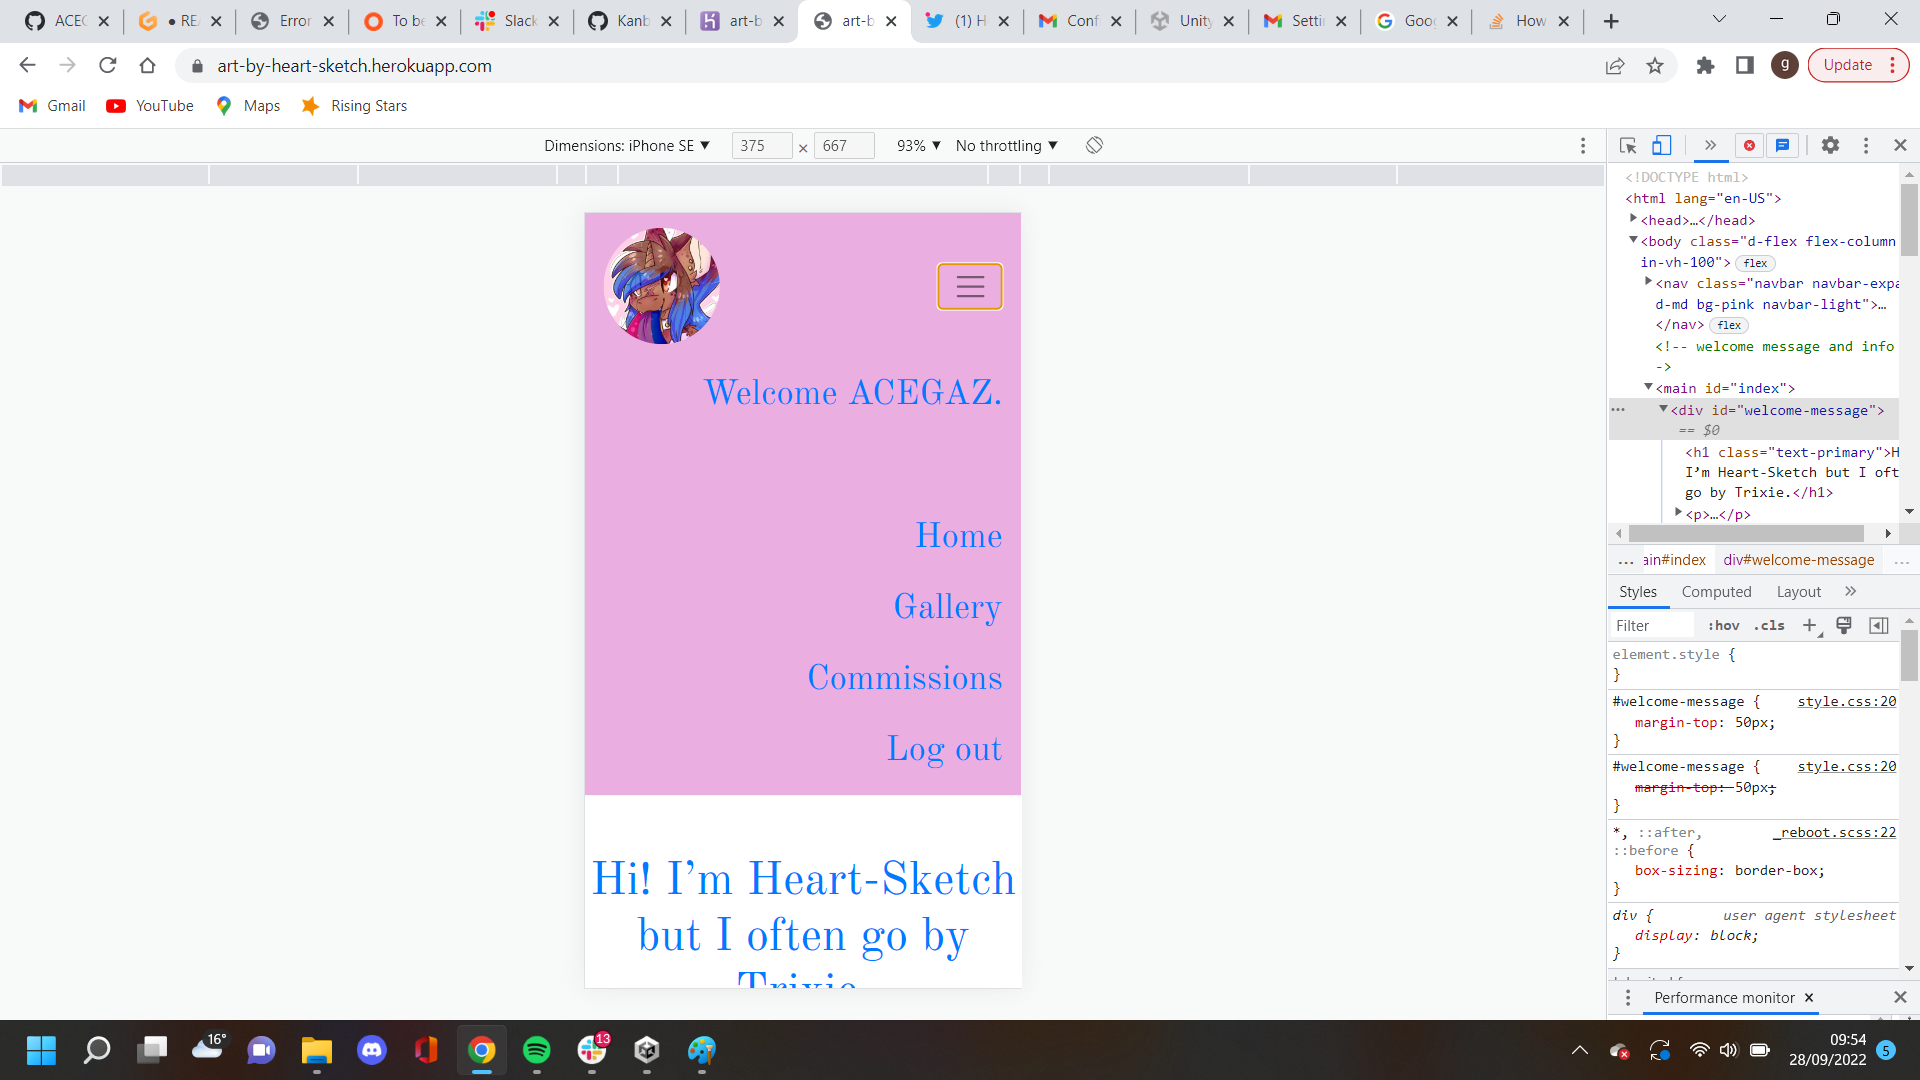 ACEG
● RE
Error
To be
Slack
Kanb
art-b
art-b
(1) H
Conf
Unity
Settin
Goog
How
art-by-heart-sketch.herokuapp.com
g
Update
Gmail
YouTube
Maps
Rising Stars
Dimensions: iPhone SE ▼
375 × 667
93% ▼
No throttling ▼
Welcome ACEGAZ.
Home
Gallery
Commissions
Log out
Hi! I’m Heart-Sketch
but I often go by
Trixie.
<!DOCTYPE html>
<html lang="en-US">
<head>…</head>
<body class="d-flex flex-column
in-vh-100"> flex
<nav class="navbar navbar-expa
d-md bg-pink navbar-light">…
</nav> flex
<!-- welcome message and info
->
<main id="index">
… <div id="welcome-message">
== $0
<h1 class="text-primary">H
I’m Heart-Sketch but I oft
go by Trixie.</h1>
<p>…</p>
… ain#index div#welcome-message …
Styles Computed Layout »
Filter :hov .cls +
element.style {
}
#welcome-message { style.css:20
margin-top: 50px;
}
#welcome-message { style.css:20
margin-top: 50px;
}
*, ::after, _reboot.scss:22
::before {
box-sizing: border-box;
}
div { user agent stylesheet
display: block;
}
Performance monitor ×
16°
13
09:54
28/09/2022
5